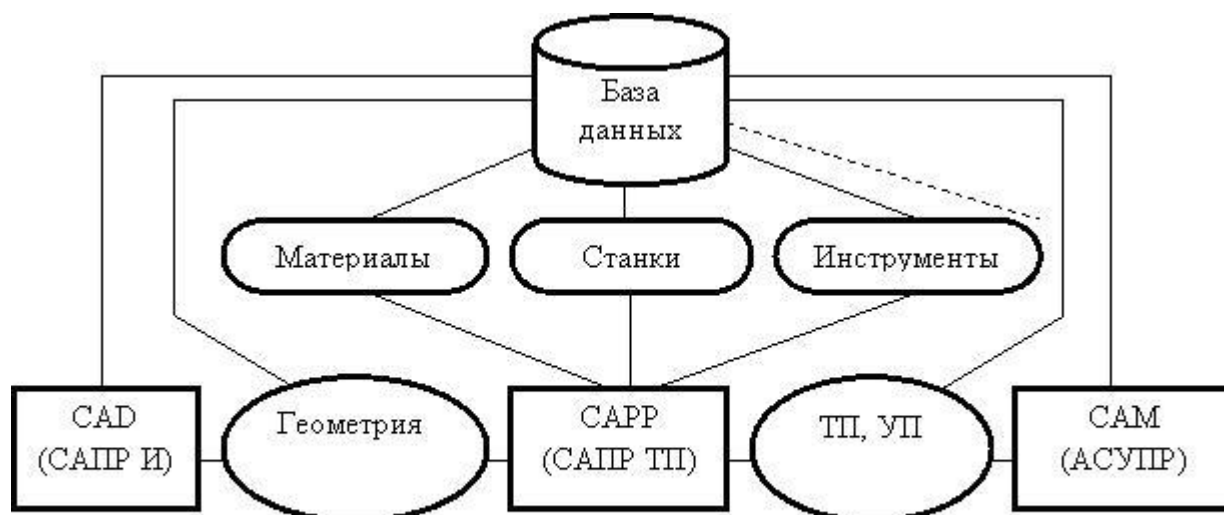 База
данных
Материалы
Станки
Инструменты
CAD
(САПР И)
Геометрия
CAPP
(САПР ТП)
ТП, УП
CAM
(АСУПР)